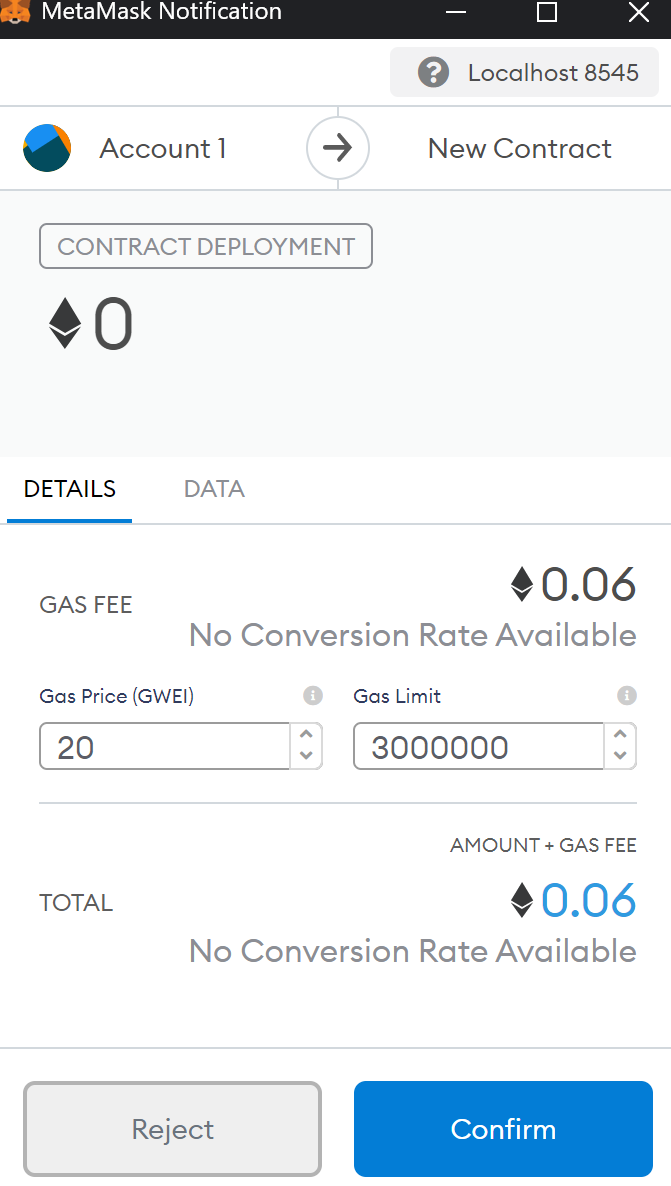 MetaMask Notification
Localhost 8545
Account 1
New Contract
CONTRACT DEPLOYMENT
0
DETAILS
DATA
GAS FEE
0.06
No Conversion Rate Available
Gas Price (GWEI)
Gas Limit
20
3000000
AMOUNT + GAS FEE
TOTAL
0.06
No Conversion Rate Available
Reject
Confirm